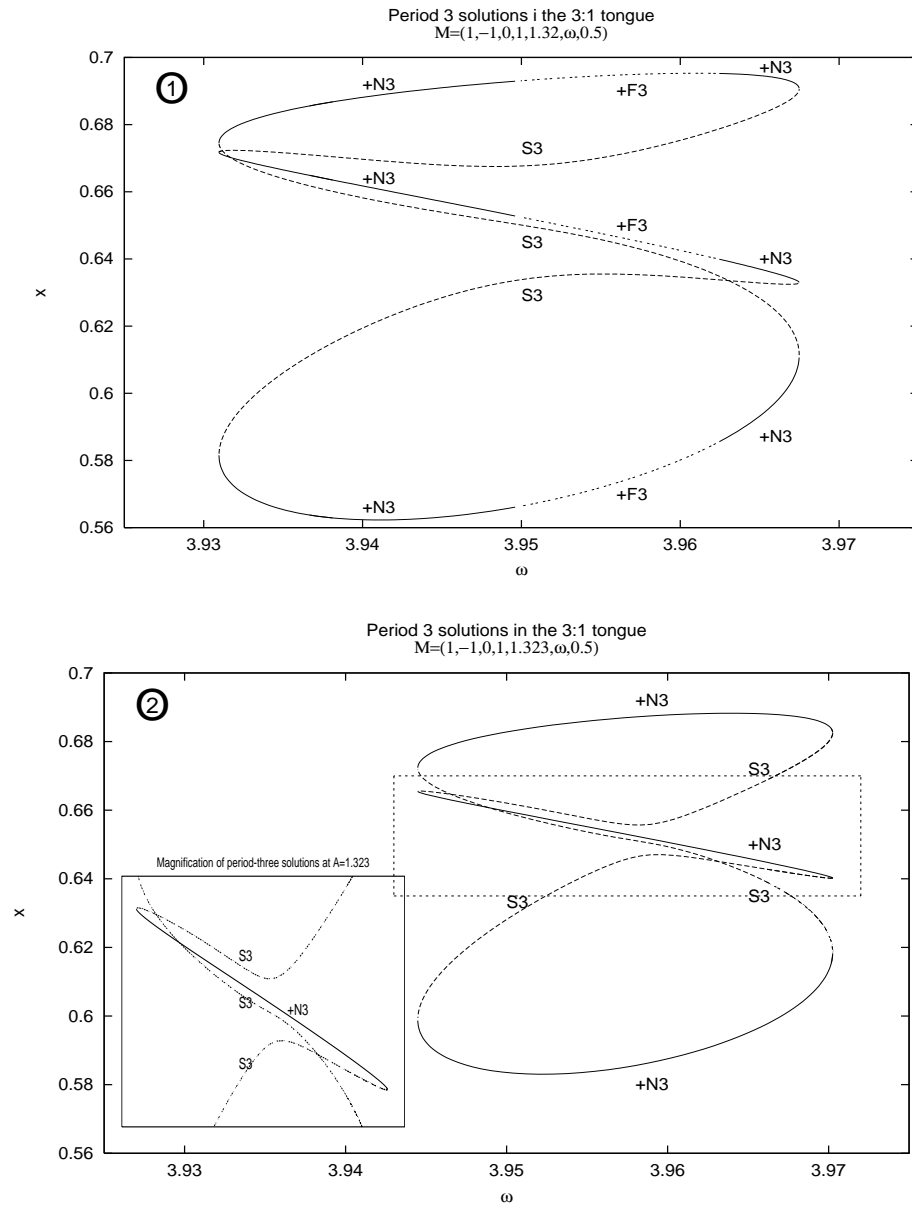 Period 3 solutions i the 3:1 tongue
M=(1,−1,0,1,1.32,ω,0.5)
1
0.7
0.68
0.66
0.64
0.62
0.6
0.58
0.56
x
+N3
+F3
+N3
S3
+N3
+F3
S3
+N3
S3
+N3
+F3
+N3
3.93
3.94
3.95
3.96
3.97
ω
Period 3 solutions in the 3:1 tongue
M=(1,−1,0,1,1.323,ω,0.5)
2
0.7
0.68
0.66
0.64
0.62
0.6
0.58
0.56
x
+N3
S3
+N3
S3
S3
+N3
Magnification of period-three solutions at A=1.323
S3
S3
+N3
S3
3.93
3.94
3.95
3.96
3.97
ω